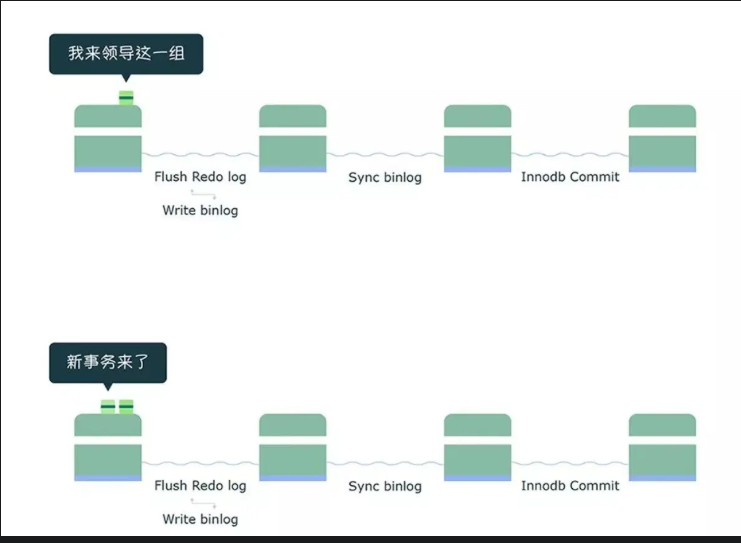 我来领导这一组
Flush Redo log
Sync binlog
Innodb Commit
Write binlog
新事务来了
Flush Redo log
Sync binlog
Innodb Commit
Write binlog